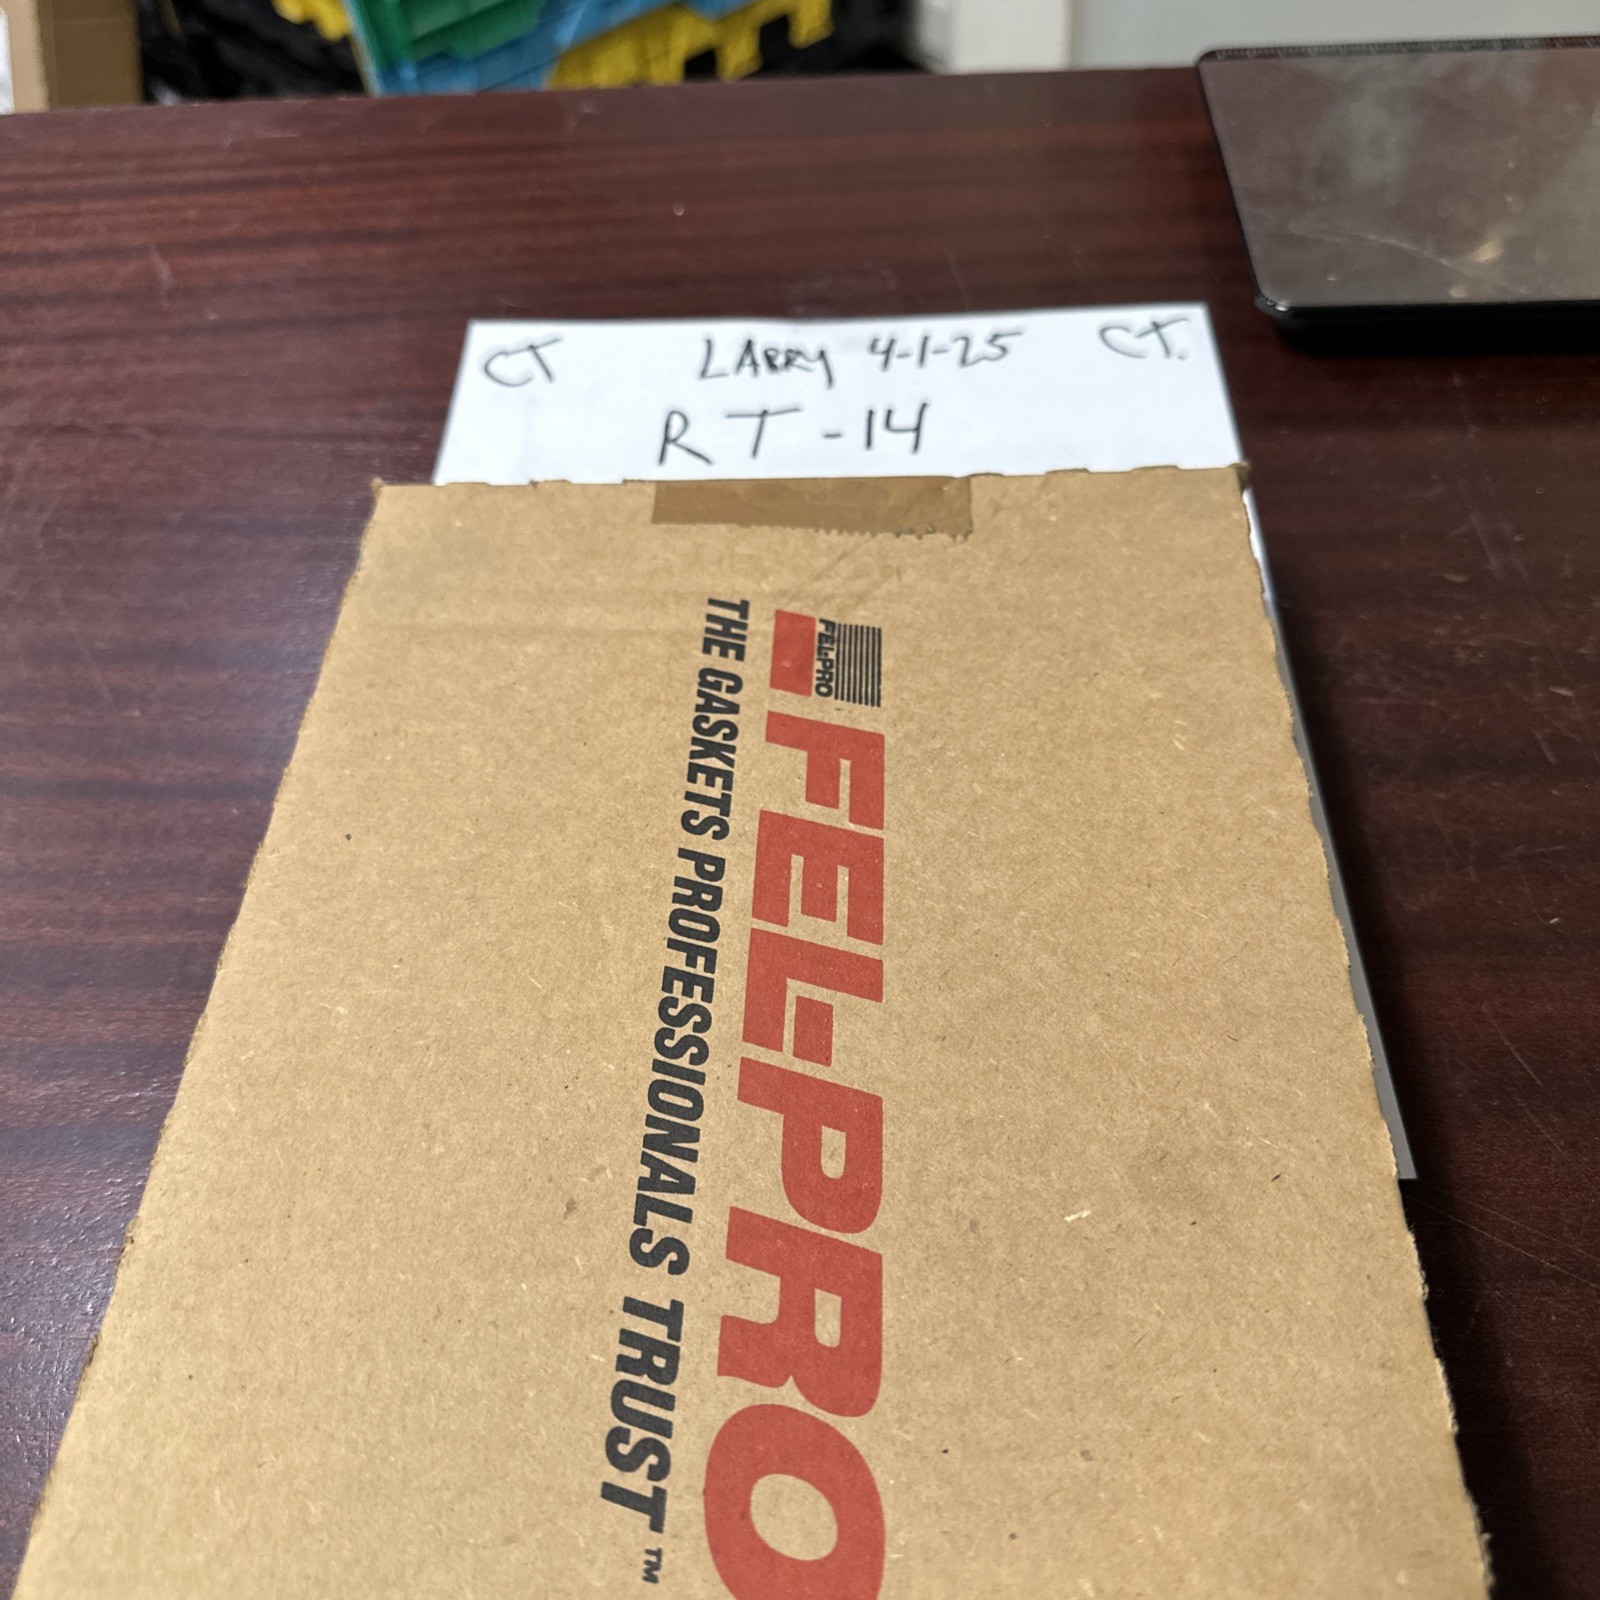 CT LARRY 4-1-25 CT.
RT-14
FEL-PRO
FEL-PRO
THE GASKETS PROFESSIONALS TRUST™